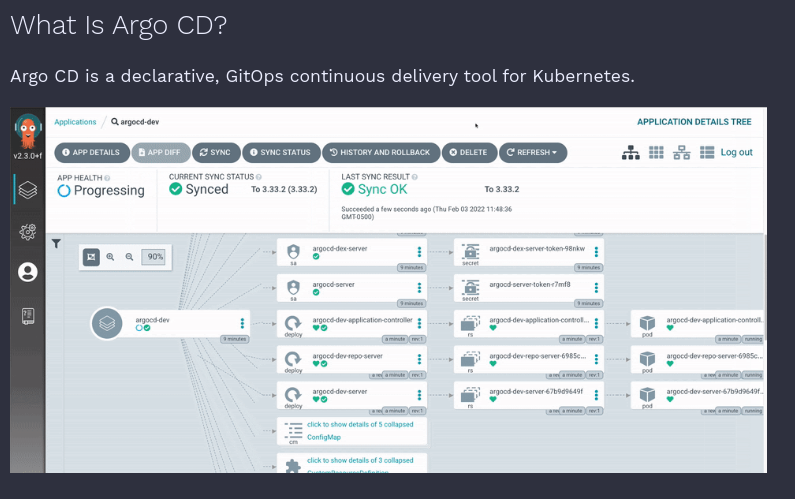 What Is Argo CD?
Argo CD is a declarative, GitOps continuous delivery tool for Kubernetes.
Applications / argocd-dev
APPLICATION DETAILS TREE
v2.3.0+f
APP DETAILS APP DIFF SYNC SYNC STATUS HISTORY AND ROLLBACK DELETE REFRESH Log out
APP HEALTH
Progressing
CURRENT SYNC STATUS
Synced To 3.33.2 (3.33.2)
LAST SYNC RESULT
Sync OK To 3.33.2
Succeeded a few seconds ago (Thu Feb 03 2022 11:48:36
GMT-0500)
90%
argocd-dex-server
sa
9 minutes
argocd-dex-server-token-98nkw
secret
9 minutes
argocd-server
sa
9 minutes
argocd-server-token-r7mf8
secret
9 minutes
argocd-dev
9 minutes
argocd-dev-application-controller
deploy
a minute rev:1
argocd-dev-application-controll...
rs
a minute rev:1
argocd-dev-application-controll...
pod
a minute running
argocd-dev-repo-server
deploy
a minute rev:1
argocd-dev-repo-server-6985c...
rs
a minute rev:1
argocd-dev-repo-server-6985c...
pod
a minute running
argocd-dev-server
deploy
a minute rev:1
argocd-dev-server-67b9d9649f
rs
a minute rev:1
argocd-dev-server-67b9d9649f...
pod
a minute running
click to show details of 5 collapsed
ConfigMap
cm
click to show details of 3 collapsed
CustomResourceDefinition